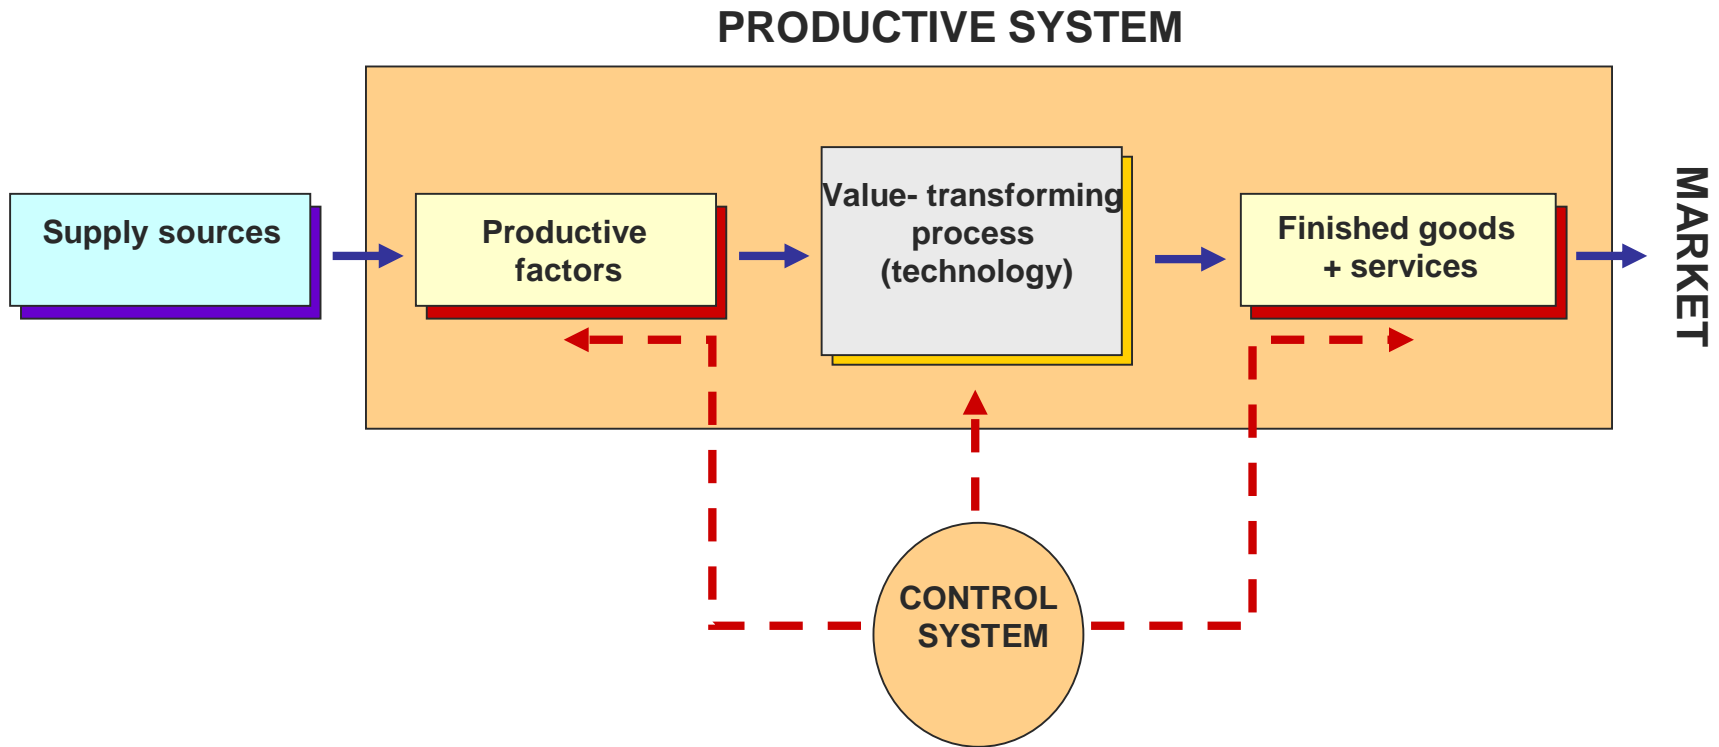 PRODUCTIVE SYSTEM
Supply sources
Productive
factors
Value- transforming
process
(technology)
Finished goods
+ services
MARKET
CONTROL
SYSTEM